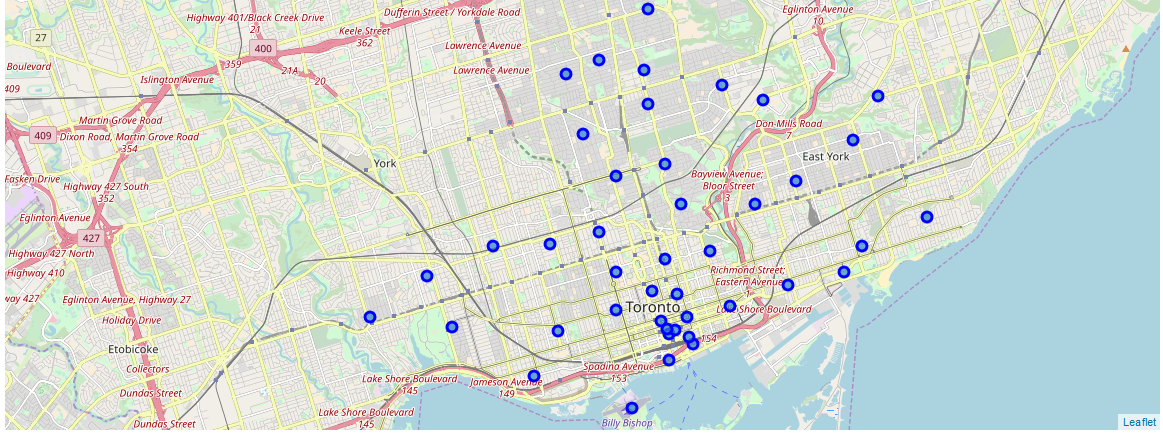 Dufferin Street / Yorkdale Road
Eglinton Avenue
10
Highway 401/Black Creek Drive
21
Keele Street
362
27
400
Lawrence Avenue
359
Boulevard
21A
20
Lawrence Avenue
Islington Avenue
409
Martin Grove Road
409
Dixon Road, Martin Grove Road
354
Don Mills Road
7
York
East York
Fasken Drive
Highway 427 South
352
Bayview Avenue;
Bloor Street
3
Eglinton Avenue
427
Highway 427 North
Highway 410
Richmond Street;
Eastern Avenue
1
way 427
Eglinton Avenue, Highway 27
Toronto
Lake Shore Boulevard
Holiday Drive
154
Etobicoke
Collectors
Spadina Avenue
153
Lake Shore Boulevard
145
Jameson Avenue
149
Dundas Street
Lake Shore Boulevard
145
Dundas Street
Billy Bishop
Leaflet